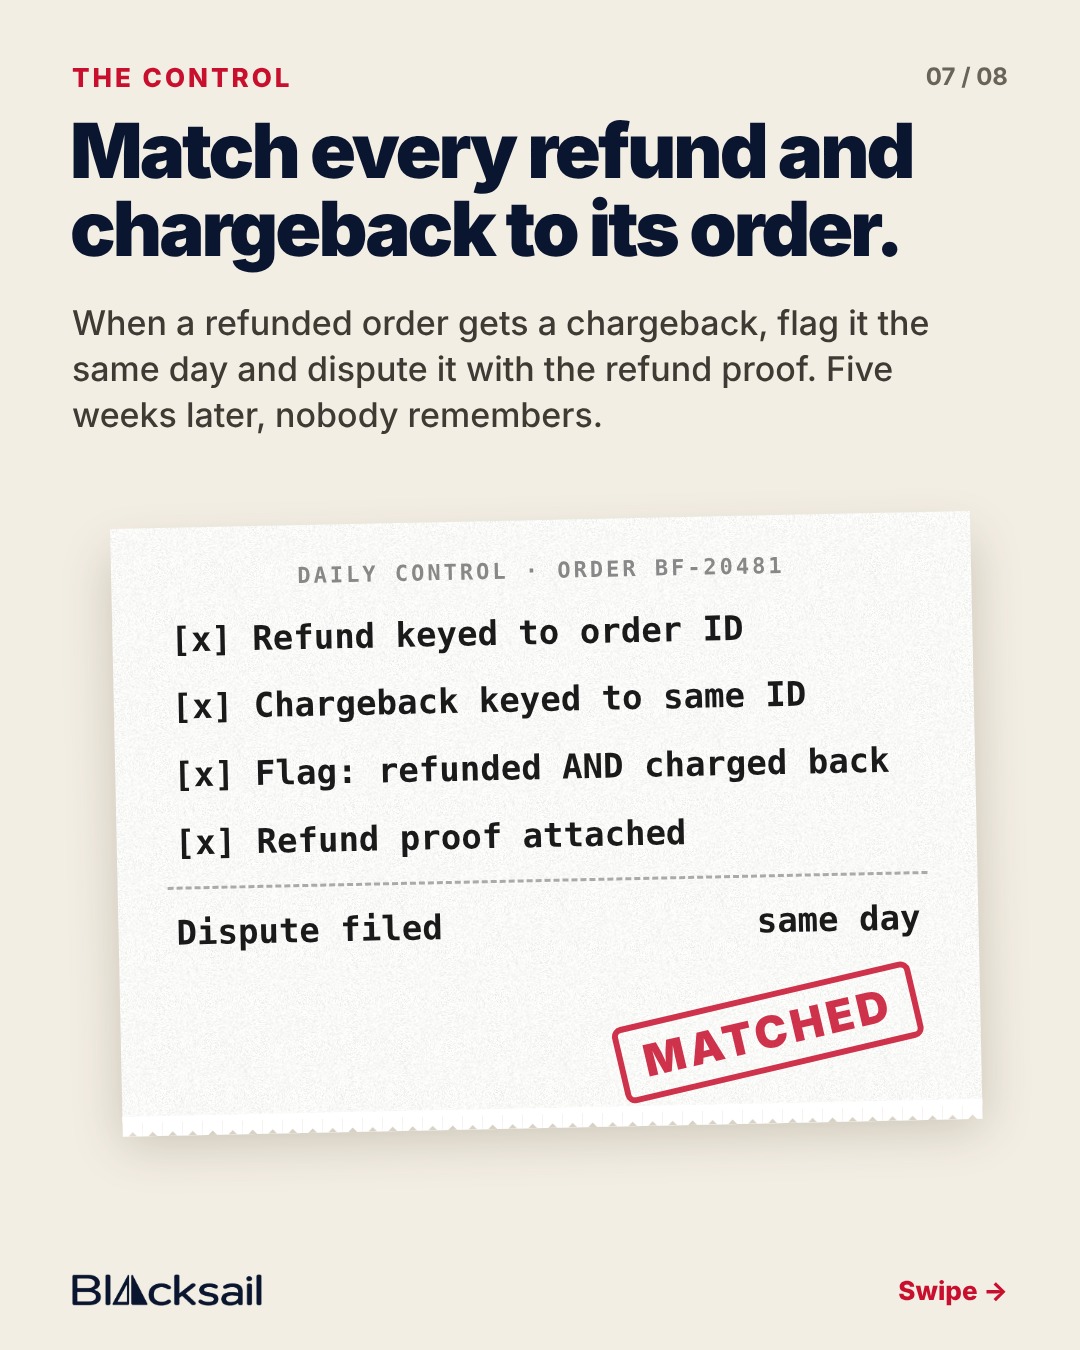 THE CONTROL
07 / 08
Match every refund and
chargeback to its order.
When a refunded order gets a chargeback, flag it the
same day and dispute it with the refund proof. Five
weeks later, nobody remembers.
DAILY CONTROL · ORDER BF-20481
[x] Refund keyed to order ID
[x] Chargeback keyed to same ID
[x] Flag: refunded AND charged back
[x] Refund proof attached
Dispute filed same day
MATCHED
Blacksail
Swipe →